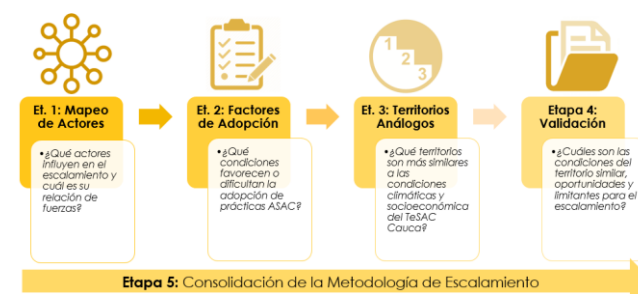 1
2
3
Et. 1: Mapeo
de Actores
•¿Qué actores
influyen en el
escalamiento y
cuál es su
relación de
fuerzas?
Et. 2: Factores
de Adopción
•¿Qué
condiciones
favorecen o
dificultan la
adopción de
prácticas ASAC?
Et. 3: Territorios
Análogos
•¿Qué territorios
son más similares
a las
condiciones
climáticas y
socioeconómica
del TeSAC
Cauca?
Etapa 4:
Validación
•¿Cuáles son las
condiciones del
territorio similar,
oportunidades y
limitantes para el
escalamiento?
Etapa 5: Consolidación de la Metodología de Escalamiento